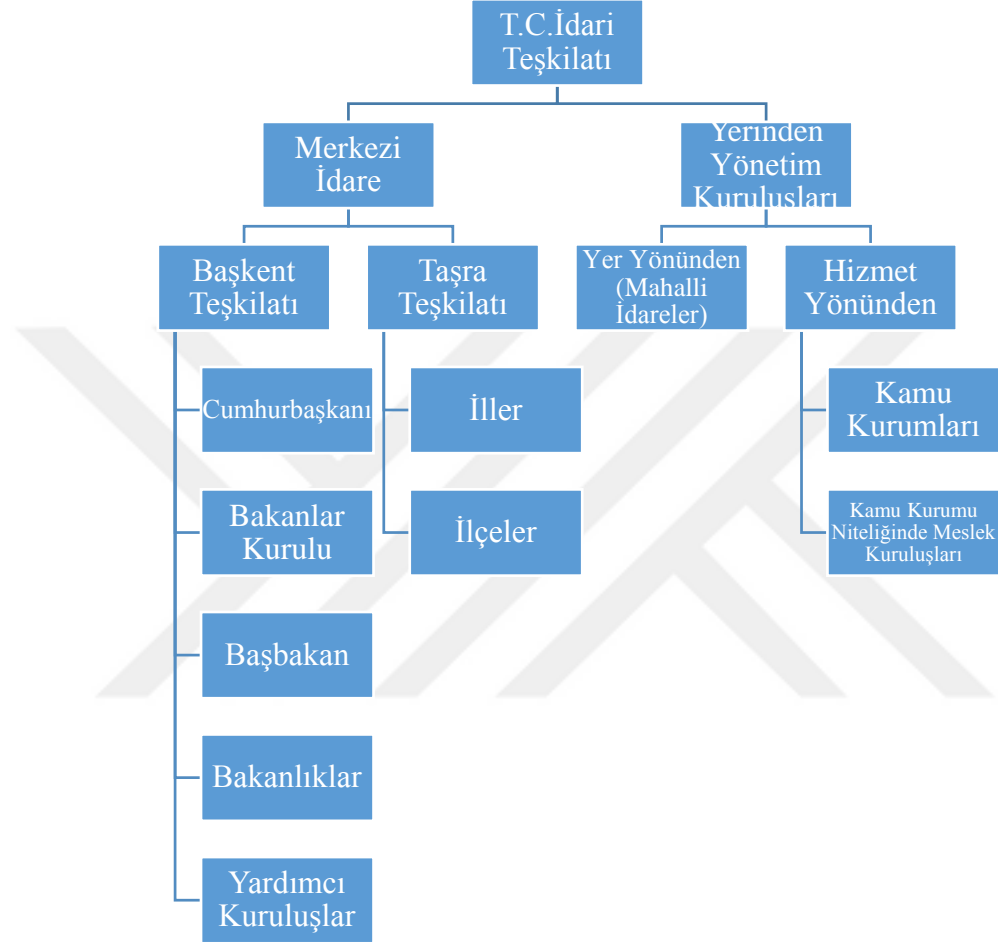 T.C.İdari
Teşkilatı
Merkezi
İdare
Yerinden
Yönetim
Kuruluşları
Başkent
Teşkilatı
Taşra
Teşkilatı
Yer Yönünden
(Mahalli
İdareler)
Hizmet
Yönünden
Cumhurbaşkanı
İller
Kamu
Kurumları
Bakanlar
Kurulu
İlçeler
Kamu Kurumu
Niteliğinde Meslek
Kuruluşları
Başbakan
Bakanlıklar
Yardımcı
Kuruluşlar